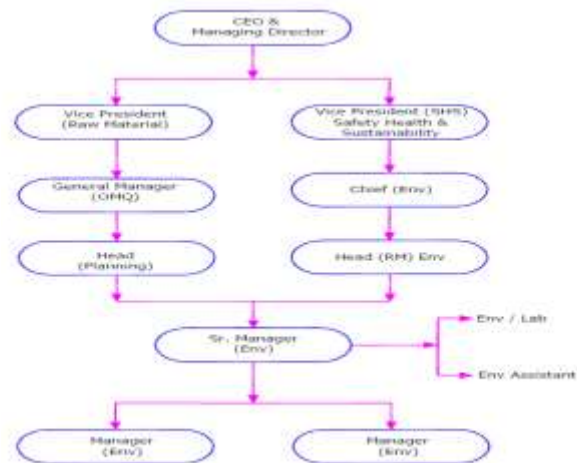 CEO &
Managing Director
Vice President
(Raw Material)
Vice President (SHS)
Safety Health &
Sustainability
General Manager
(OMQ)
Chief (Env)
Head
(Planning)
Head (RM) Env
Sr. Manager
(Env)
Env / Lab
Env Assistant
Manager
(Env)
Manager
(Env)